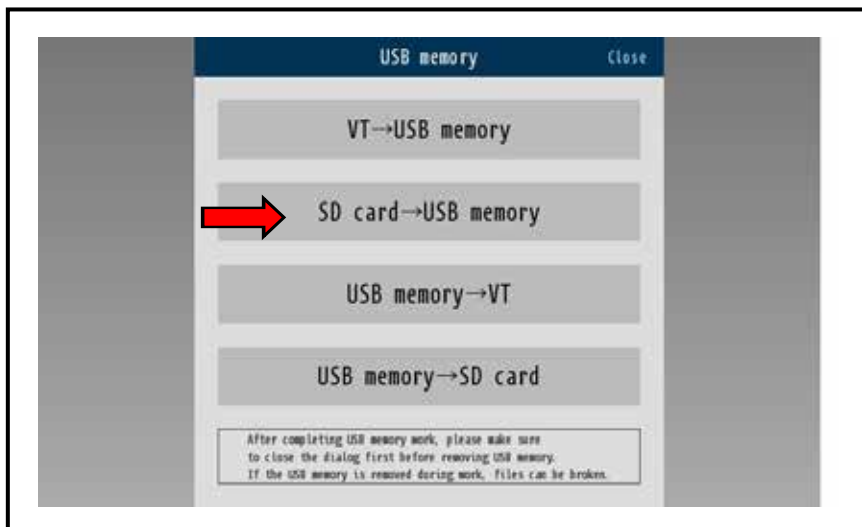 USB memory Close
VT→USB memory
SD card→USB memory
USB memory→VT
USB memory→SD card
After completing USB memory work, please make sure
to close the dialog first before removing USB memory.
If the USB memory is removed during work, files can be broken.